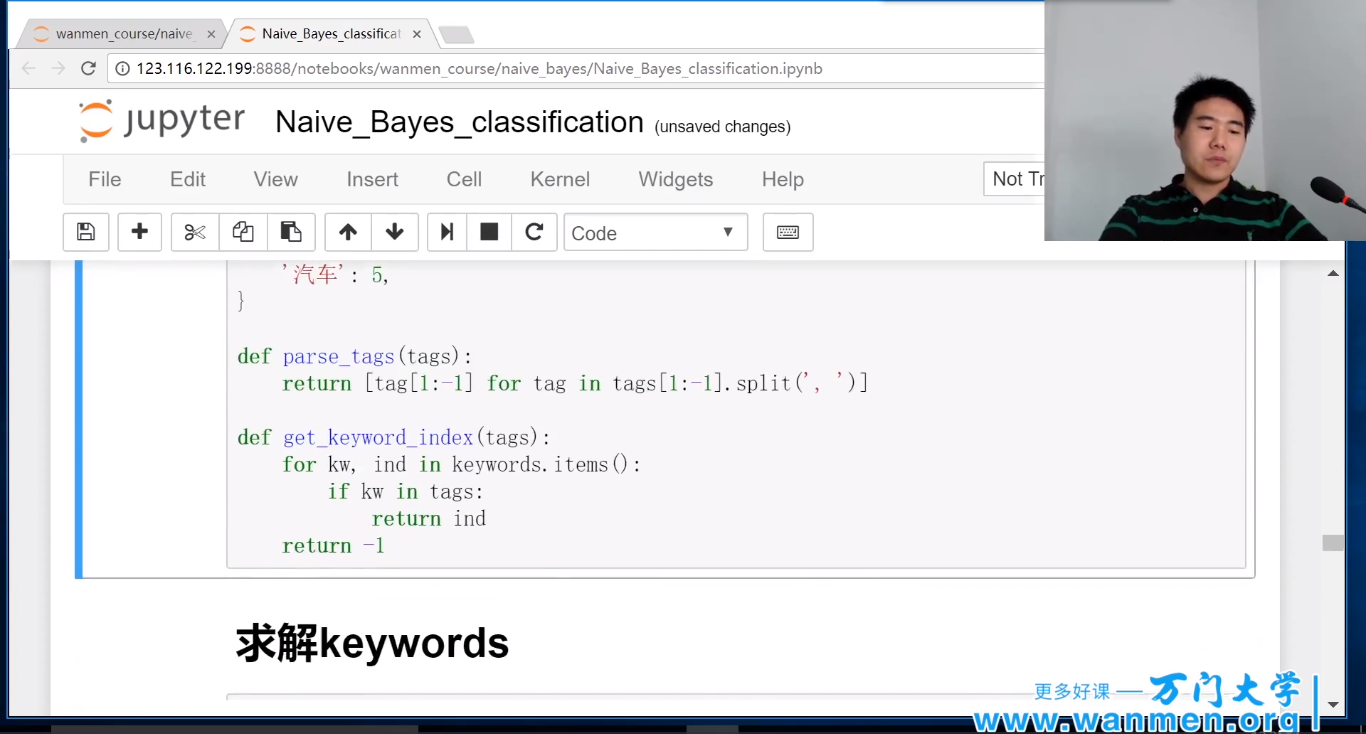 wanmen_course/naive_
Naive_Bayes_classificat
123.116.122.199:8888/notebooks/wanmen_course/naive_bayes/Naive_Bayes_classification.ipynb
jupyter Naive_Bayes_classification (unsaved changes)
File Edit View Insert Cell Kernel Widgets Help Not Tr
Code
'汽车': 5,
}
def parse_tags(tags):
return [tag[1:-1] for tag in tags[1:-1].split(', ')]
def get_keyword_index(tags):
for kw, ind in keywords.items():
if kw in tags:
return ind
return -1
求解keywords
更多好课 — 万门大学
www.wanmen.org